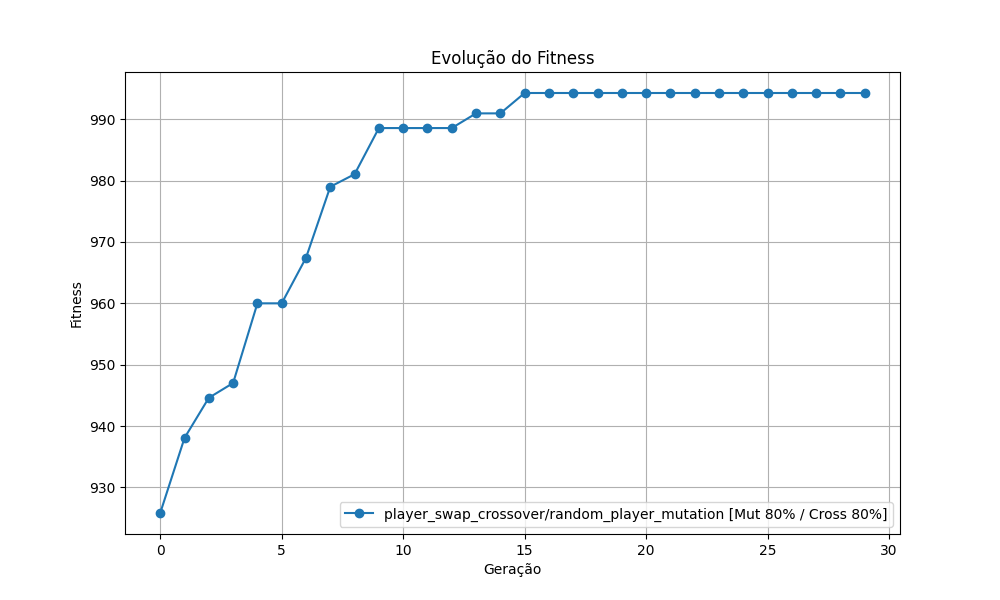 Evolução do Fitness
Fitness
990
980
970
960
950
940
930
player_swap_crossover/random_player_mutation [Mut 80% / Cross 80%]
0 5 10 15 20 25 30
Geração